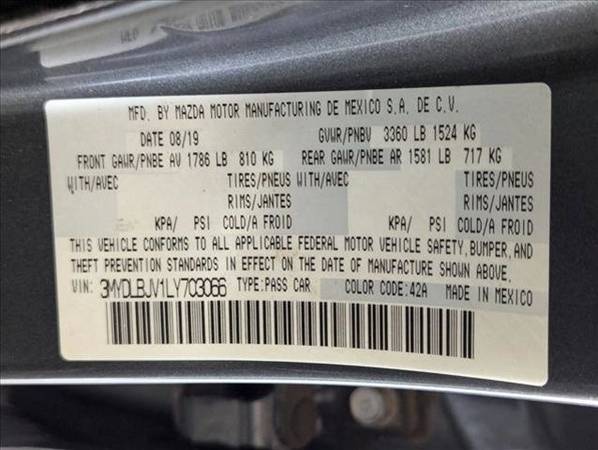 MFD. BY MAZDA MOTOR MANUFACTURING DE MEXICO S.A. DE C.V.
DATE 08/19 GVWR/PNBV 3360 LB 1524 KG
FRONT GAWR/PNBE AV 1786 LB 810 KG REAR GAWR/PNBE AR 1581 LB 717 KG
WITH/AVEC TIRES/PNEUS WITH/AVEC TIRES/PNEUS
RIMS/JANTES RIMS/JANTES
KPA/ PSI COLD/A FROID KPA/ PSI COLD/A FROID
THIS VEHICLE CONFORMS TO ALL APPLICABLE FEDERAL MOTOR VEHICLE SAFETY, BUMPER, AND
THEFT PREVENTION STANDARDS IN EFFECT ON THE DATE OF MANUFACTURE SHOWN ABOVE.
VIN: 3MYDLBJV1LY703066 TYPE:PASS CAR COLOR CODE:42A MADE IN MEXICO